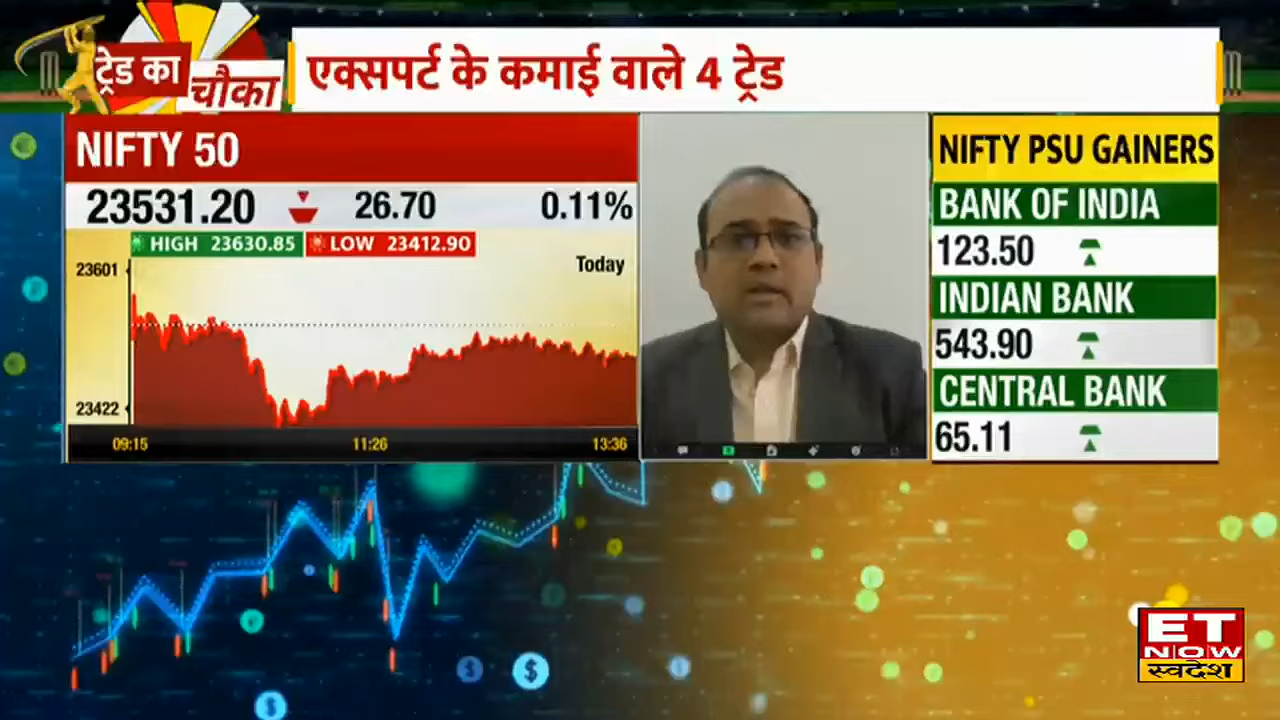 ट्रेड का
चौका
एक्सपर्ट के कमाई वाले 4 ट्रेड
NIFTY 50
23531.20 26.70 0.11%
HIGH 23630.85 LOW 23412.90
Today
23601
23422
09:15 11:26 13:36
NIFTY PSU GAINERS
BANK OF INDIA
123.50
INDIAN BANK
543.90
CENTRAL BANK
65.11
ET
NOW
स्वदेश